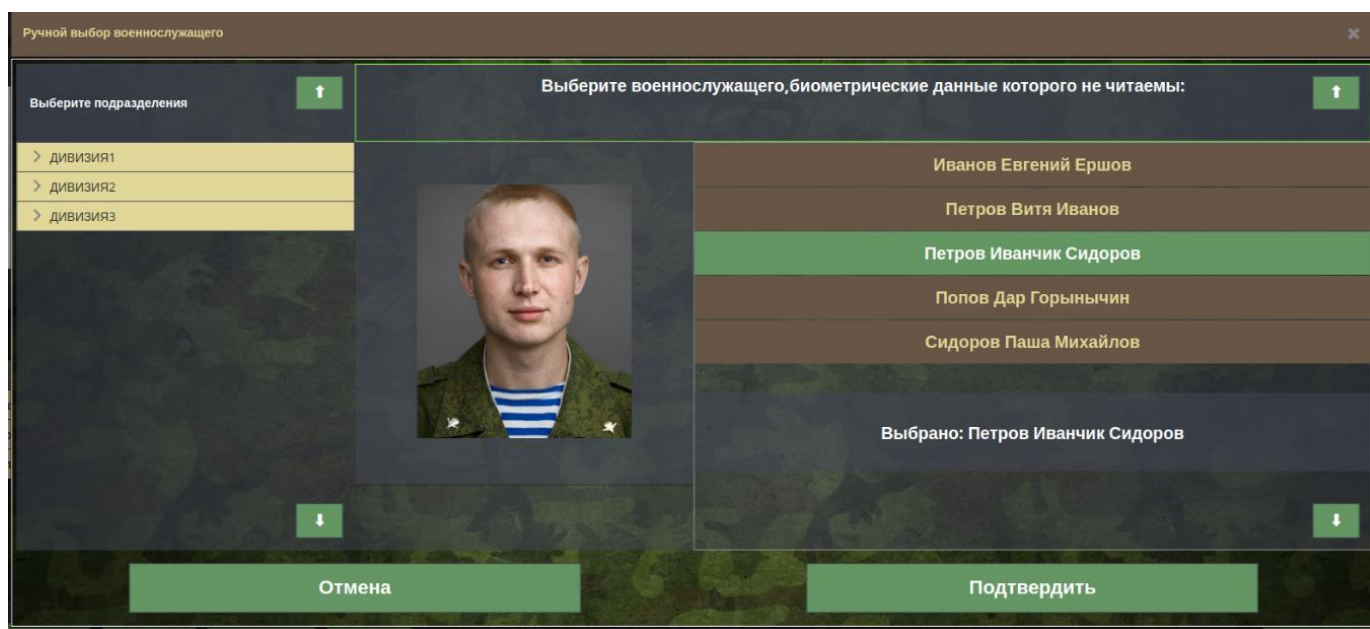 Ручной выбор военнослужащего
Выберите подразделения
Выберите военнослужащего,биометрические данные которого не читаемы:
ДИВИЗИЯ1
ДИВИЗИЯ2
ДИВИЗИЯ3
Иванов Евгений Ершов
Петров Витя Иванов
Петров Иванчик Сидоров
Попов Дар Горынычин
Сидоров Паша Михайлов
Выбрано: Петров Иванчик Сидоров
Отмена
Подтвердить